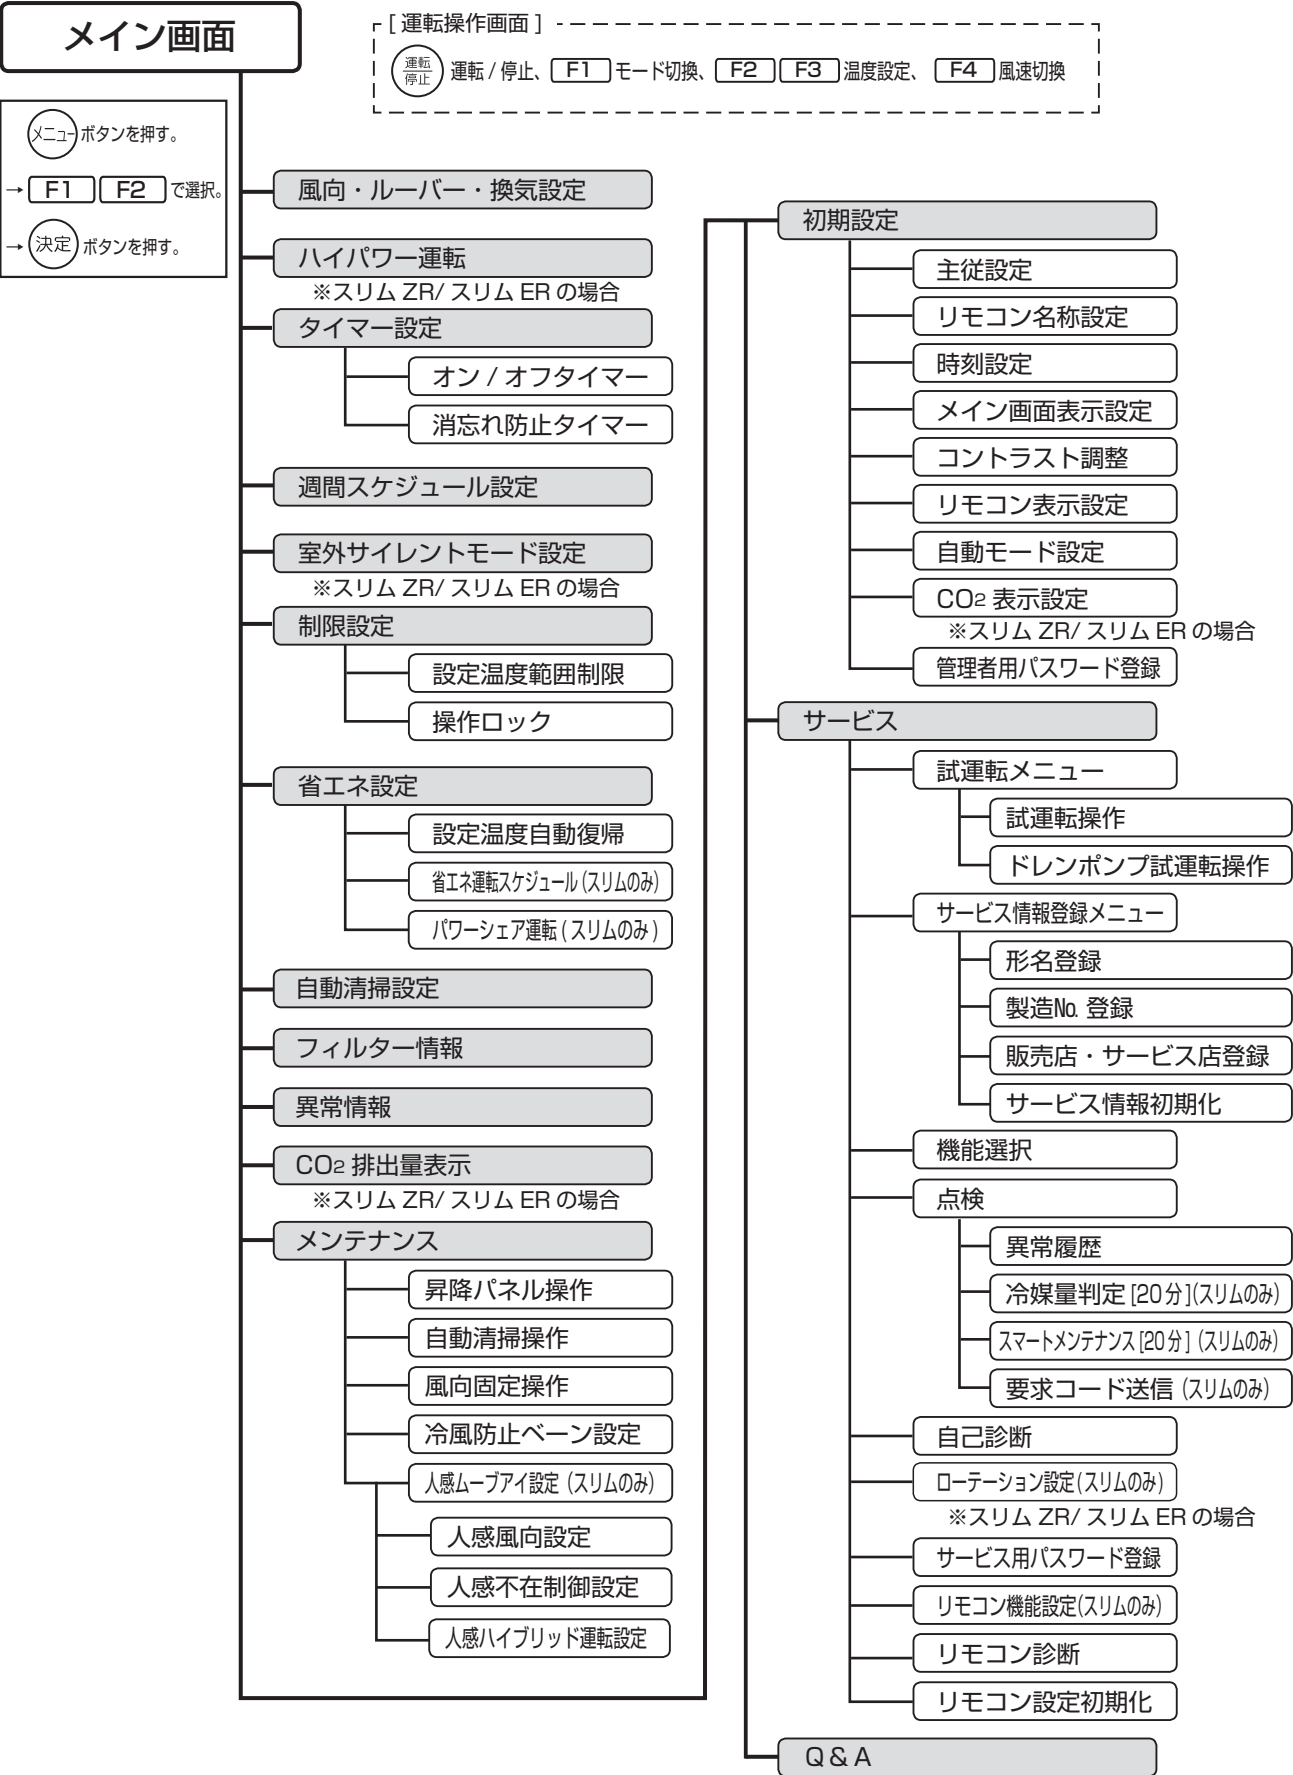 メイン画面
[ 運転操作画面 ]
運転 停止 運転 / 停止、 F1 モード切換、 F2 F3 温度設定、 F4 風速切換
メニュー ボタンを押す。
→ F1 F2 で選択。
→ 決定 ボタンを押す。
風向・ルーバー・換気設定
ハイパワー運転
※スリム ZR/ スリム ER の場合
タイマー設定
オン / オフタイマー
消忘れ防止タイマー
週間スケジュール設定
室外サイレントモード設定
※スリム ZR/ スリム ER の場合
制限設定
設定温度範囲制限
操作ロック
省エネ設定
設定温度自動復帰
省エネ運転スケジュール (スリムのみ)
パワーシェア運転 ( スリムのみ )
自動清掃設定
フィルター情報
異常情報
CO2 排出量表示
※スリム ZR/ スリム ER の場合
メンテナンス
昇降パネル操作
自動清掃操作
風向固定操作
冷風防止ベーン設定
人感ムーブアイ設定 (スリムのみ)
人感風向設定
人感不在制御設定
人感ハイブリッド運転設定
初期設定
主従設定
リモコン名称設定
時刻設定
メイン画面表示設定
コントラスト調整
リモコン表示設定
自動モード設定
CO2 表示設定
※スリム ZR/ スリム ER の場合
管理者用パスワード登録
サービス
試運転メニュー
試運転操作
ドレンポンプ試運転操作
サービス情報登録メニュー
形名登録
製造№ 登録
販売店・サービス店登録
サービス情報初期化
機能選択
点検
異常履歴
冷媒量判定 [20分](スリムのみ)
スマートメンテナンス [20分] (スリムのみ)
要求コード送信 (スリムのみ)
自己診断
ローテーション設定(スリムのみ)
※スリム ZR/ スリム ER の場合
サービス用パスワード登録
リモコン機能設定(スリムのみ)
リモコン診断
リモコン設定初期化
Q & A